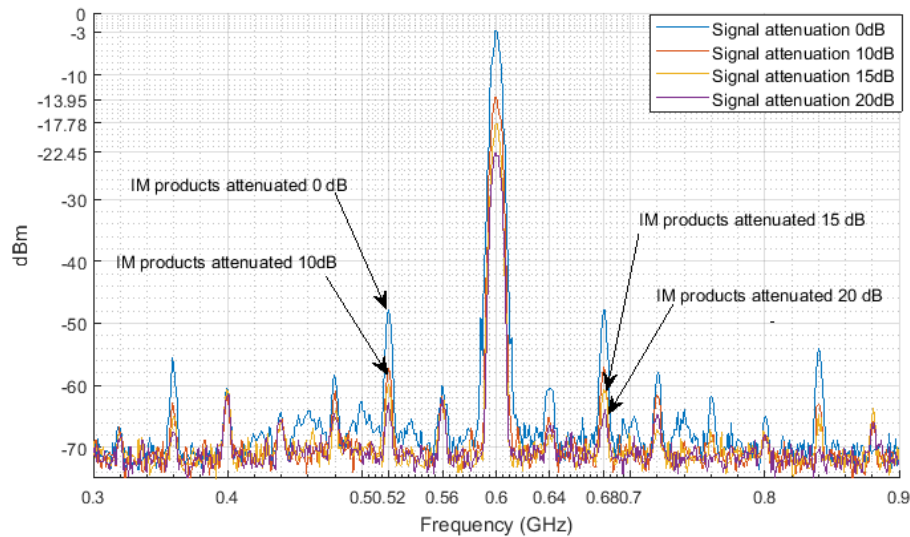 0
-3
-10
-13.95
-17.78
-22.45
-30
-40
-50
-60
-70
dBm
Signal attenuation 0dB
Signal attenuation 10dB
Signal attenuation 15dB
Signal attenuation 20dB
IM products attenuated 0 dB
IM products attenuated 10dB
IM products attenuated 15 dB
IM products attenuated 20 dB
0.3 0.4 0.50 0.52 0.56 0.6 0.64 0.68 0.7 0.8 0.9
Frequency (GHz)